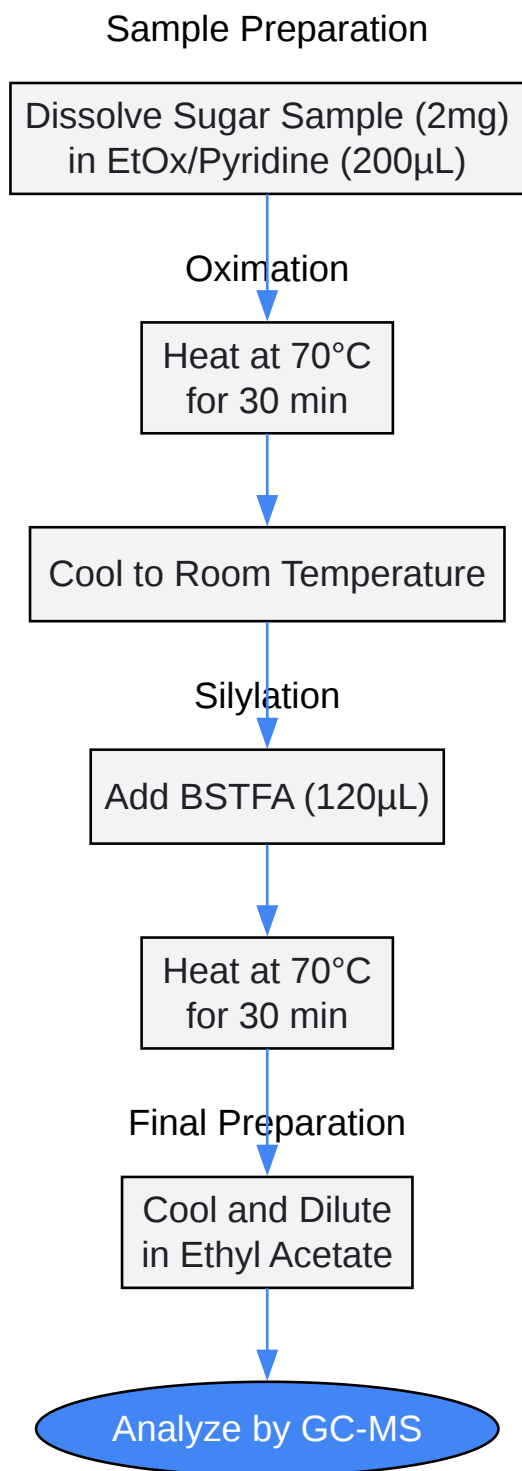 Sample Preparation
Dissolve Sugar Sample (2mg)
in EtOx/Pyridine (200µL)
Oximation
Heat at 70°C
for 30 min
Cool to Room Temperature
Silylation
Add BSTFA (120µL)
Heat at 70°C
for 30 min
Final Preparation
Cool and Dilute
in Ethyl Acetate
Analyze by GC-MS